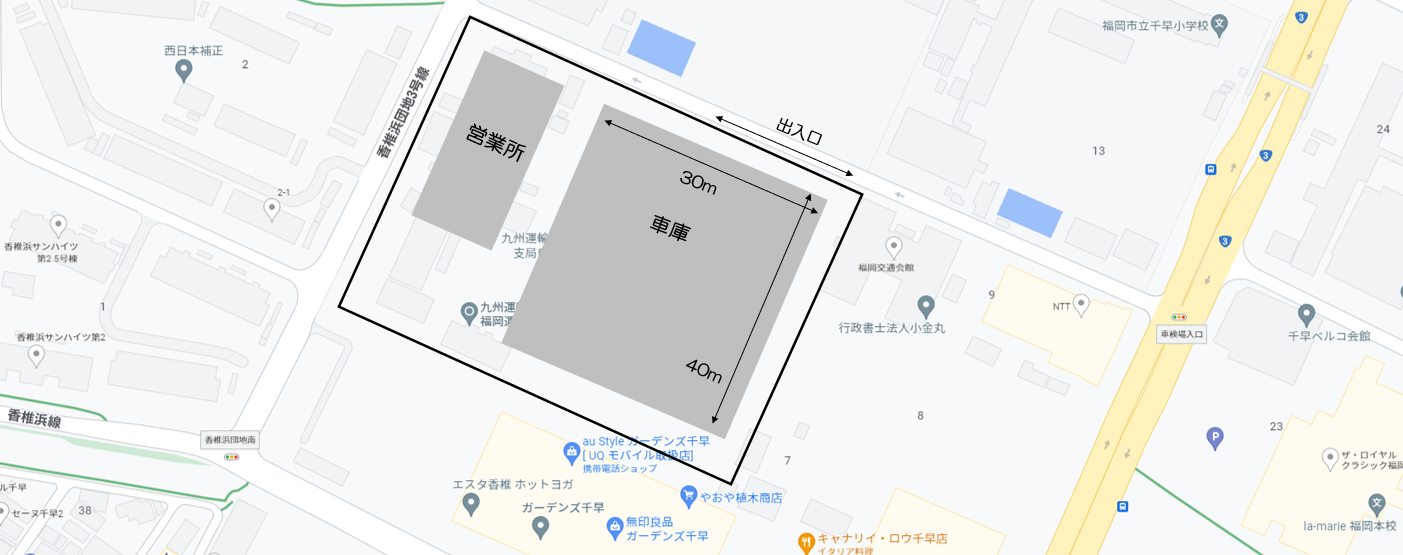 福岡市立千早小学校
3
西日本補正
2
香椎浜団地3号線
出入口
営業所
24
13
3
30m
2-1
車庫
香椎浜サンハイツ
第2 5号棟
九州運輸
支局
3
福岡交通会館
9
NTT
1
九州運
福岡運
行政書士法人小金丸
車検場入口
千早ベルコ会館
香椎浜サンハイツ第2
40m
香椎浜線
8
香椎浜団地南
au Style ガーデンズ千早
[ UQ モバイル取扱店]
携帯電話ショップ
23
P
7
ザ・ロイヤル
クラシック福岡
エスタ香椎 ホットヨガ
やおや植木商店
ル千早
セーヌ千早2
38
ガーデンズ千早
無印良品
ガーデンズ千早
la-marie 福岡本校
キャナリイ・ロウ千早店
イタリア料理